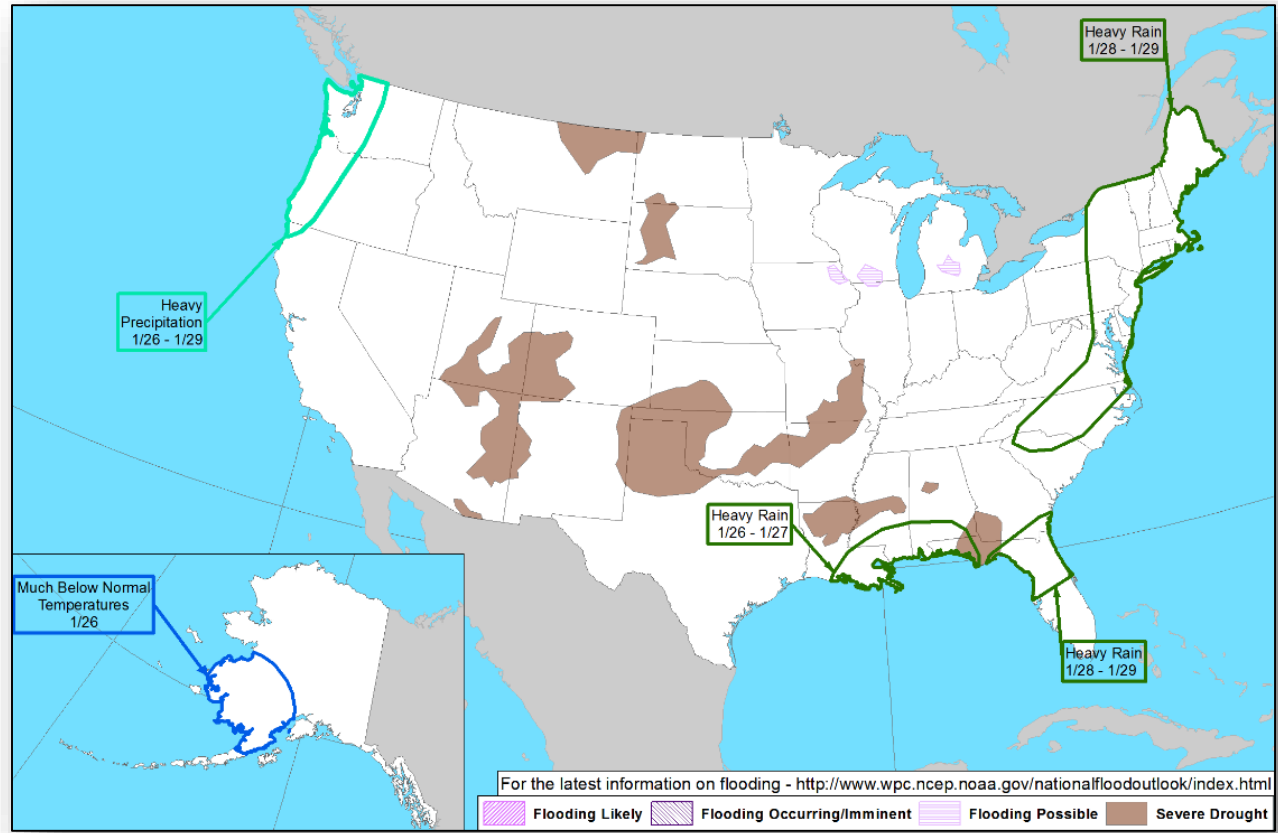 Heavy Rain
1/28 - 1/29
Heavy
Precipitation
1/26 - 1/29
Heavy Rain
1/26 - 1/27
Much Below Normal
Temperatures
1/26
Heavy Rain
1/28 - 1/29
For the latest information on flooding - http://www.wpc.ncep.noaa.gov/nationalfloodoutlook/index.html
Flooding Likely
Flooding Occurring/Imminent
Flooding Possible
Severe Drought